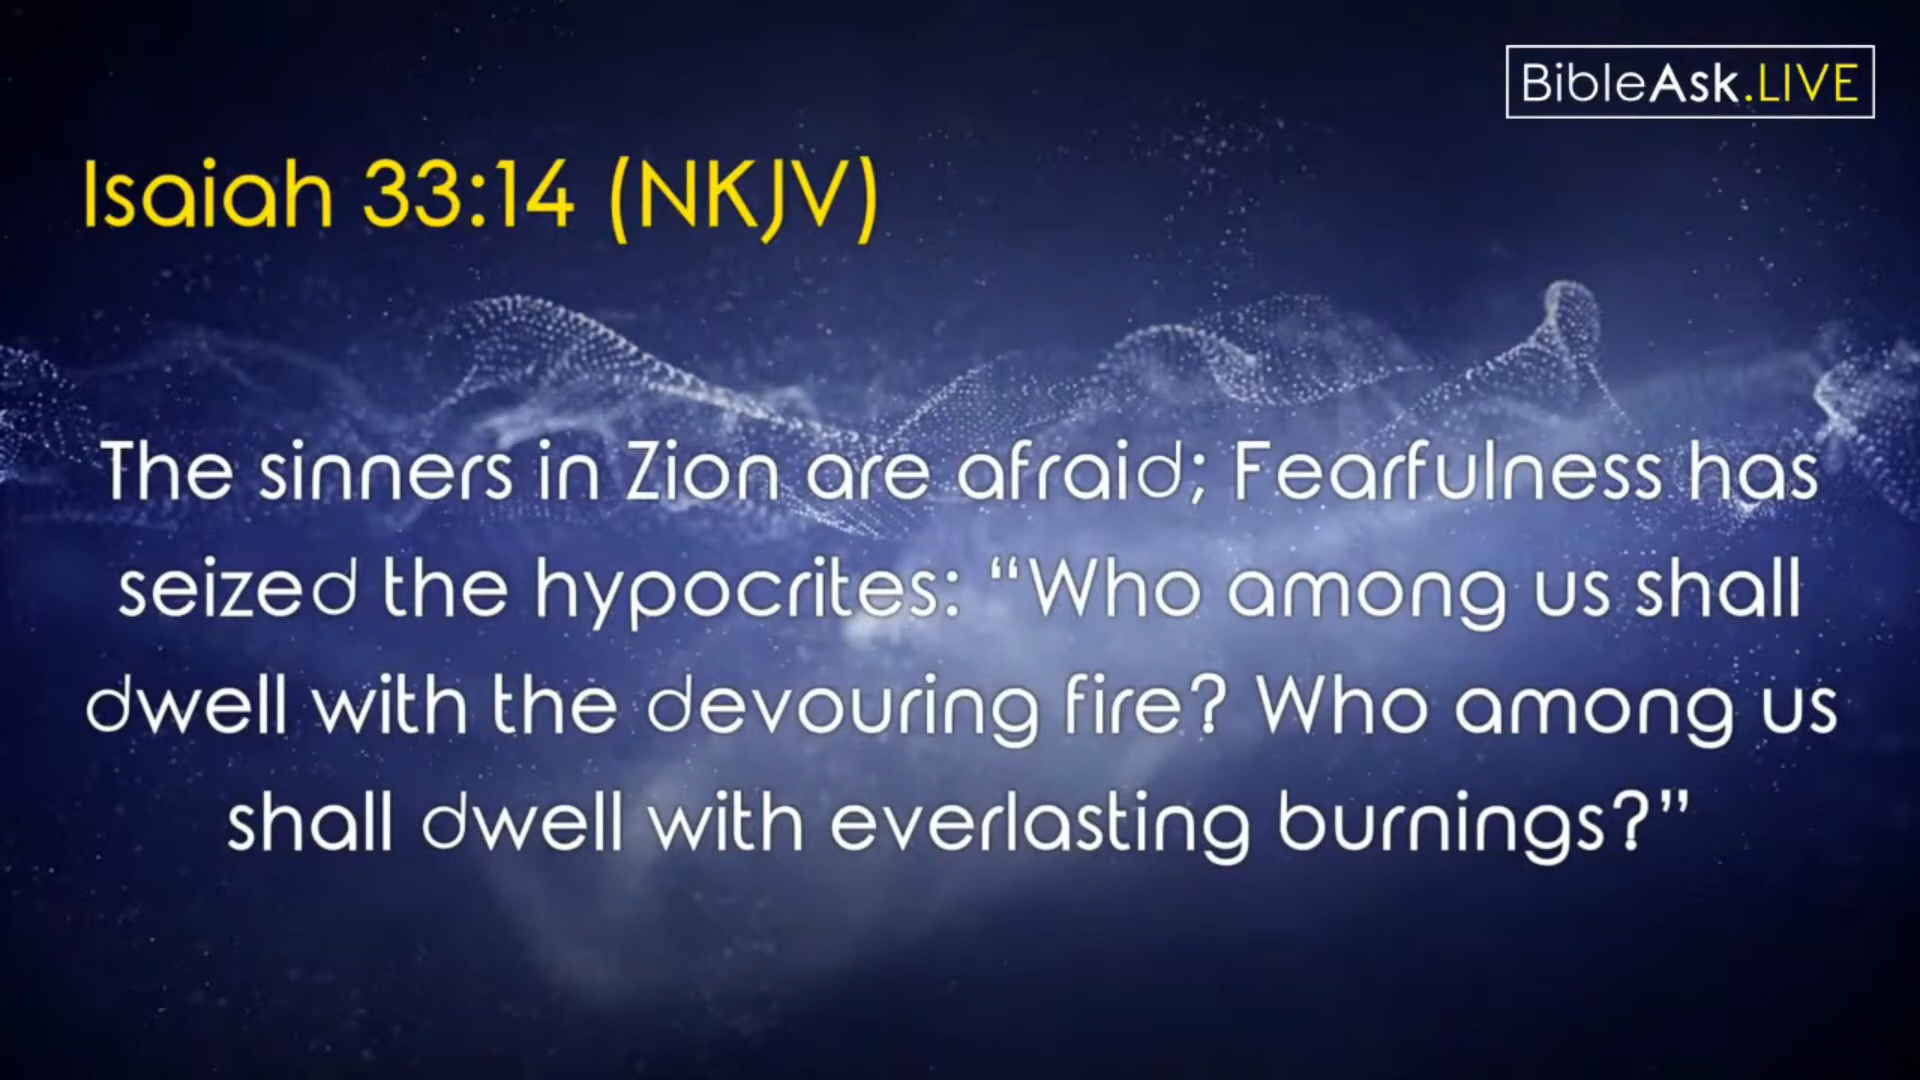 BibleAsk.LIVE
Isaiah 33:14 (NKJV)
The sinners in Zion are afraid; Fearfulness has
seized the hypocrites: “Who among us shall
dwell with the devouring fire? Who among us
shall dwell with everlasting burnings?”